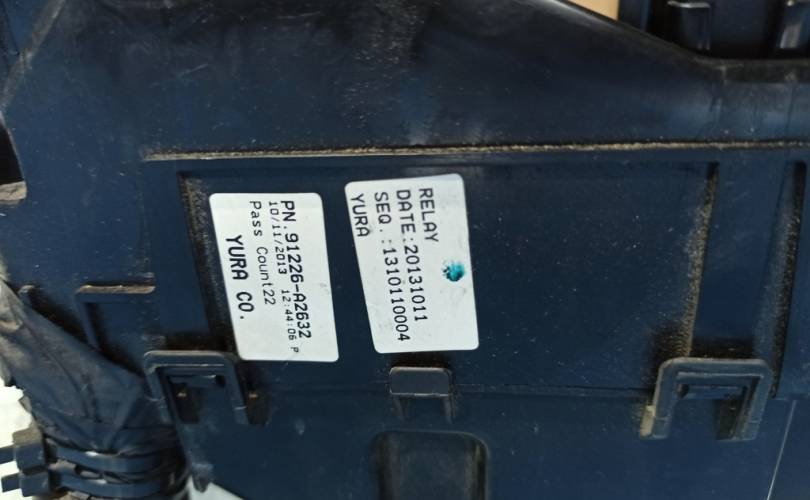 PN.91226-A2632
10/11/2013 12:44:06 P
Pass Count22
YURA CO.
RELAY
DATE:20131011
SEQ.:1310110004
YURA